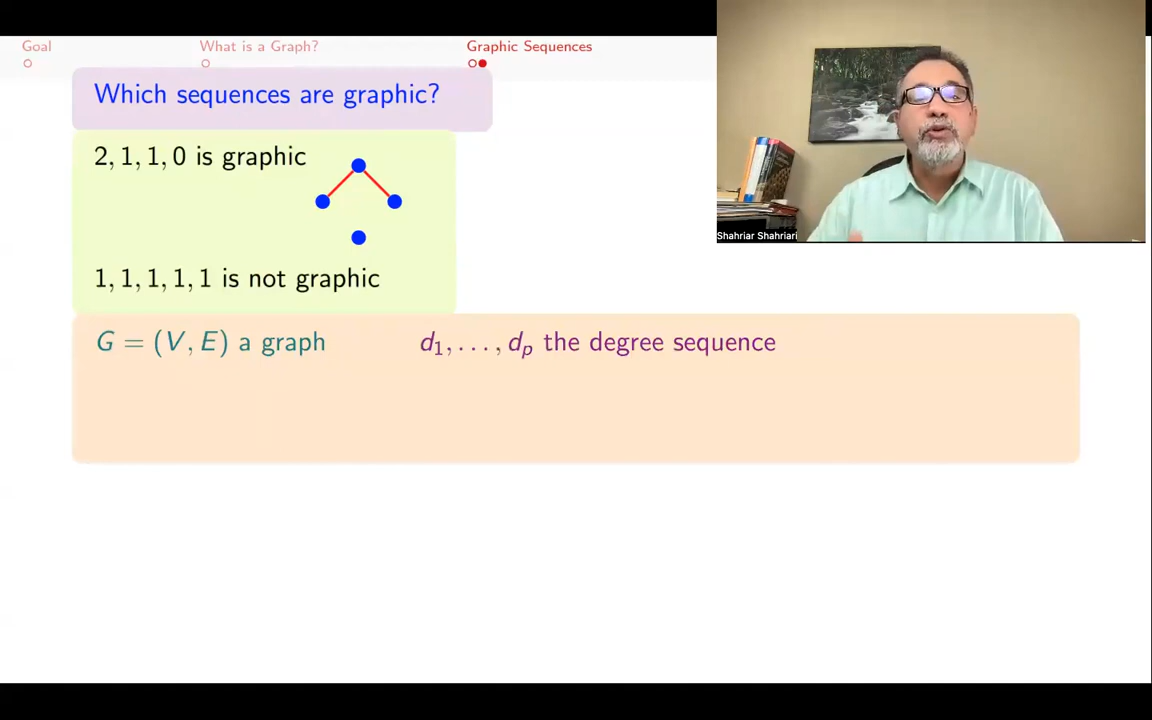 Goal
What is a Graph?
Graphic Sequences
Which sequences are graphic?
2, 1, 1, 0 is graphic
1, 1, 1, 1, 1 is not graphic
G = (V, E) a graph
d₁, . . . , dₚ the degree sequence
Shahriar Shahriari